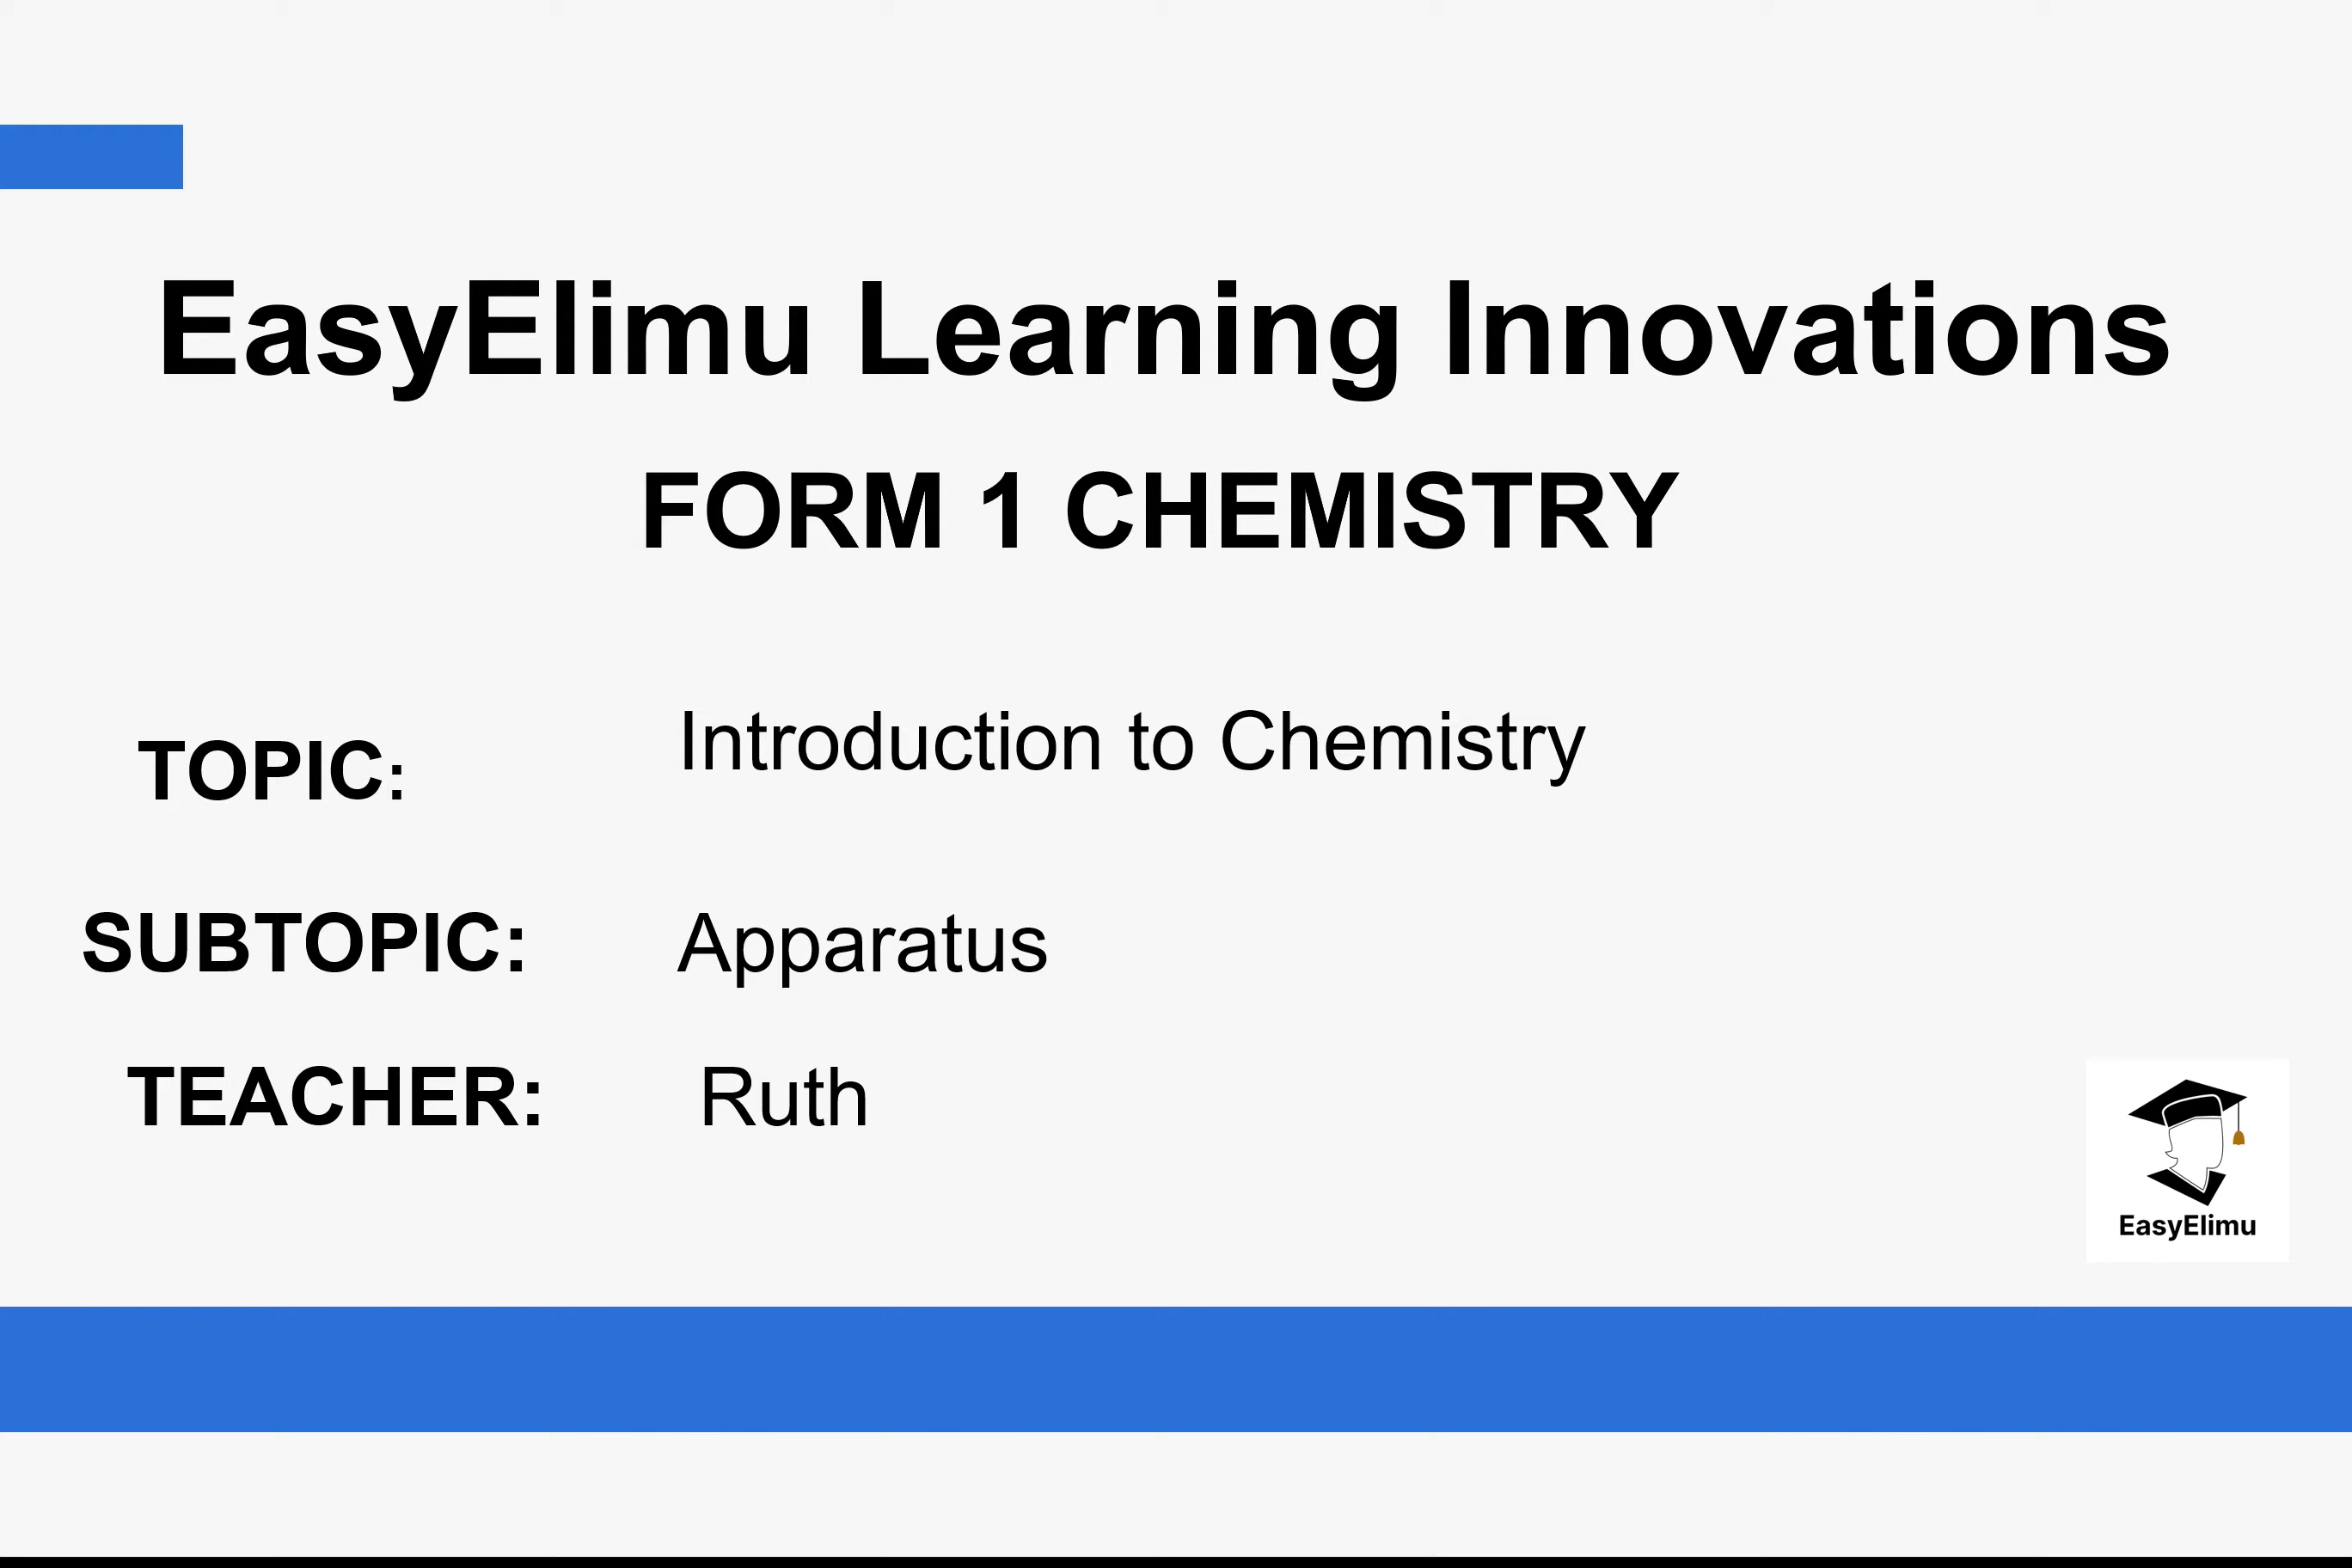 EasyElimu Learning Innovations
FORM 1 CHEMISTRY
TOPIC: Introduction to Chemistry
SUBTOPIC: Apparatus
TEACHER: Ruth
EasyElimu